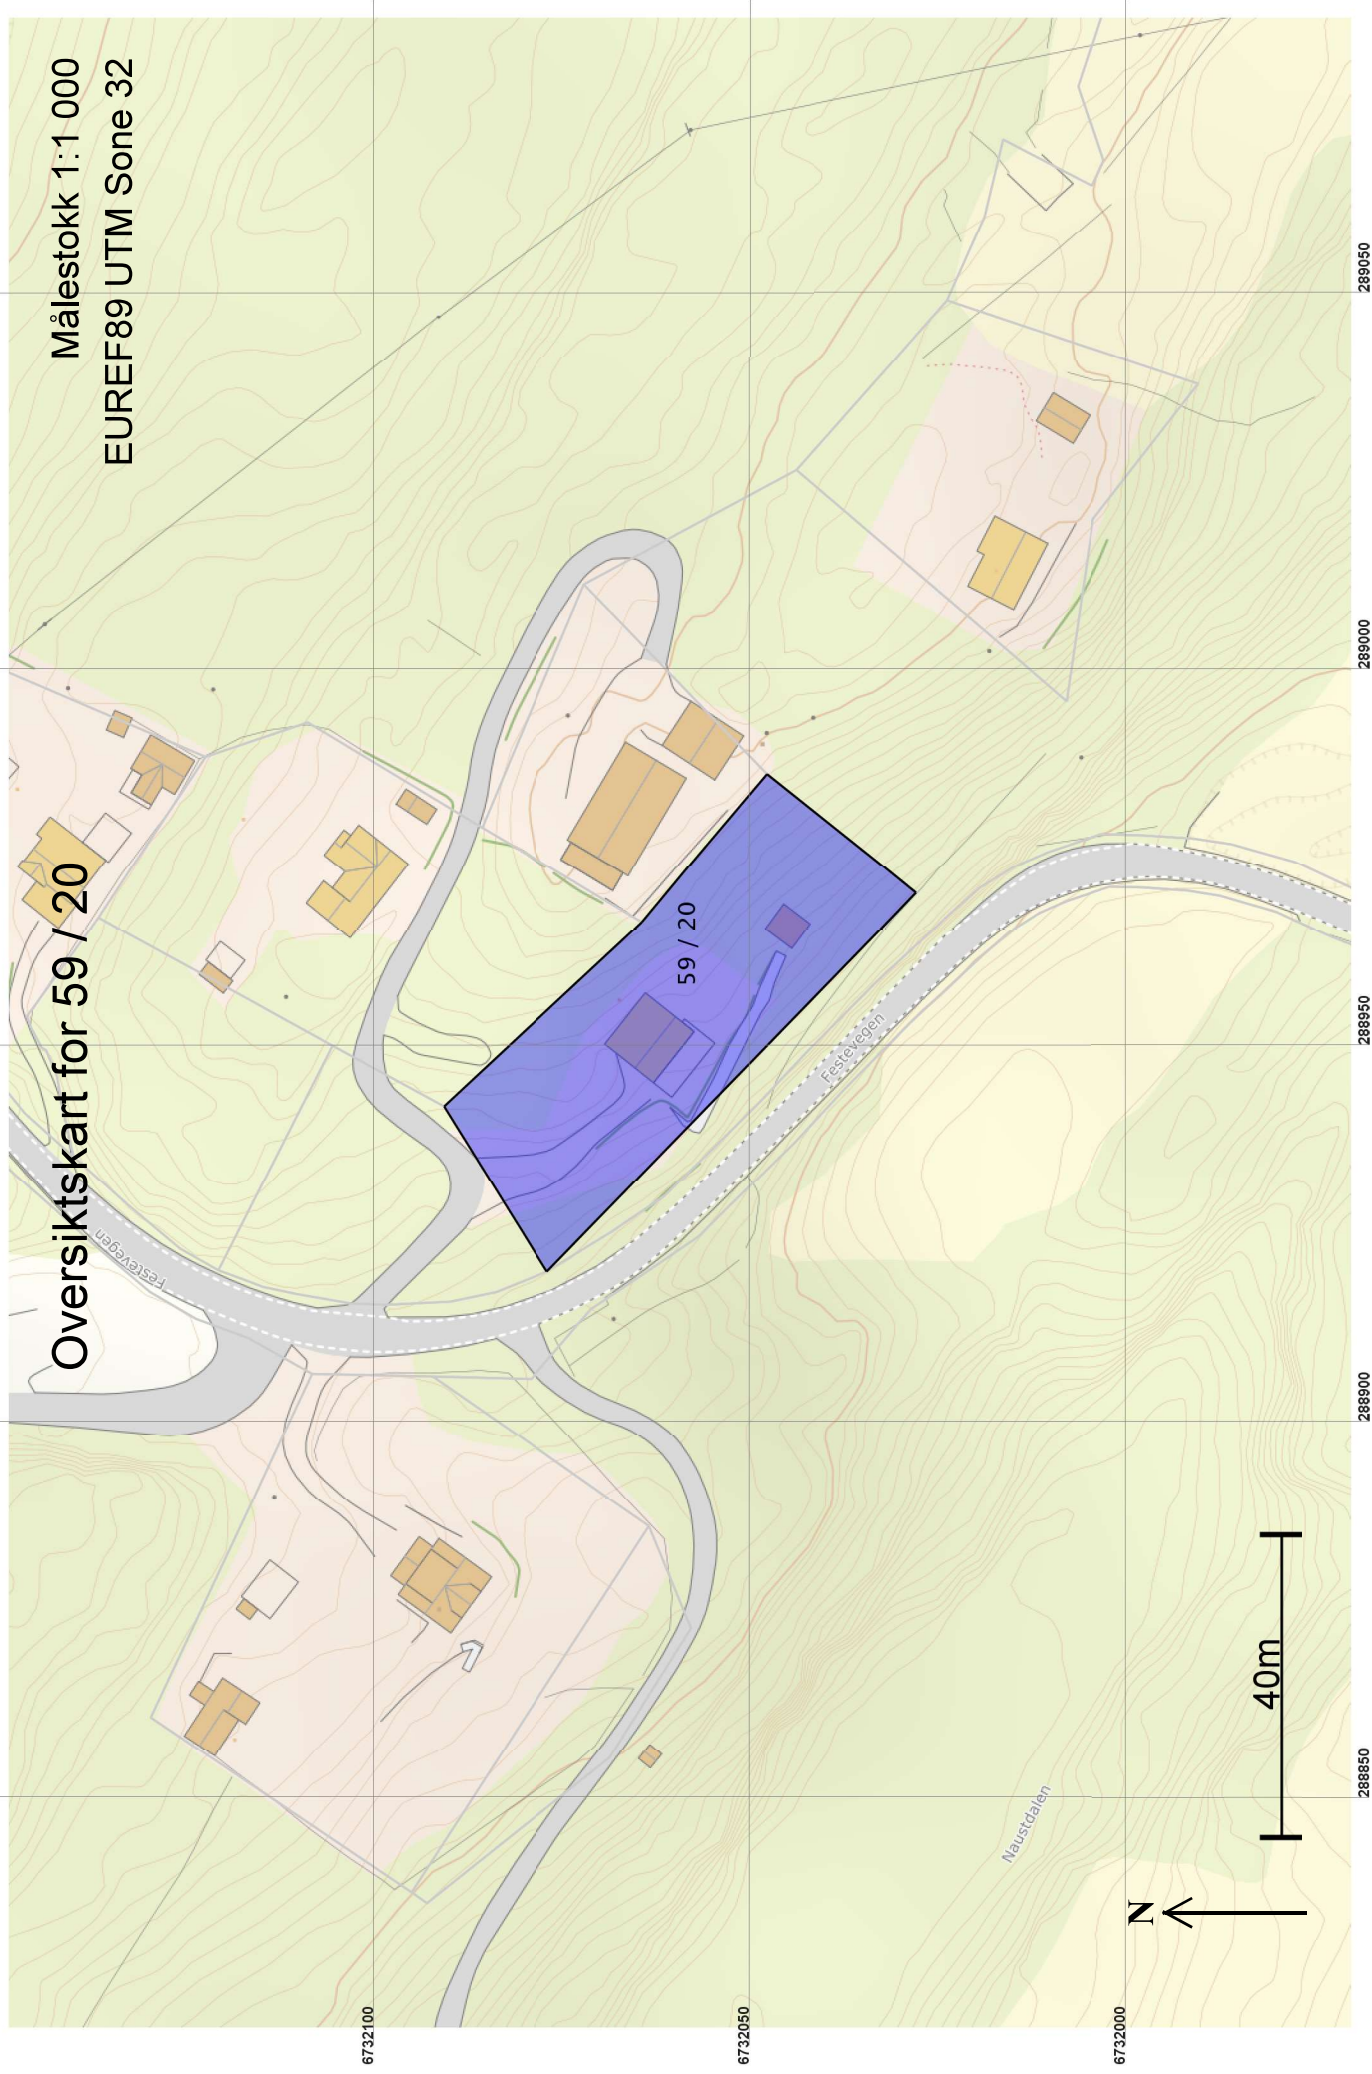 Oversiktskart for 59 / 20
Målestokk 1:1 000
EUREF89 UTM Sone 32
Festevegen
59 / 20
Festevegen
Naustdalen
40m
N
6732100
6732050
6732000
288850
288900
288950
289000
289050